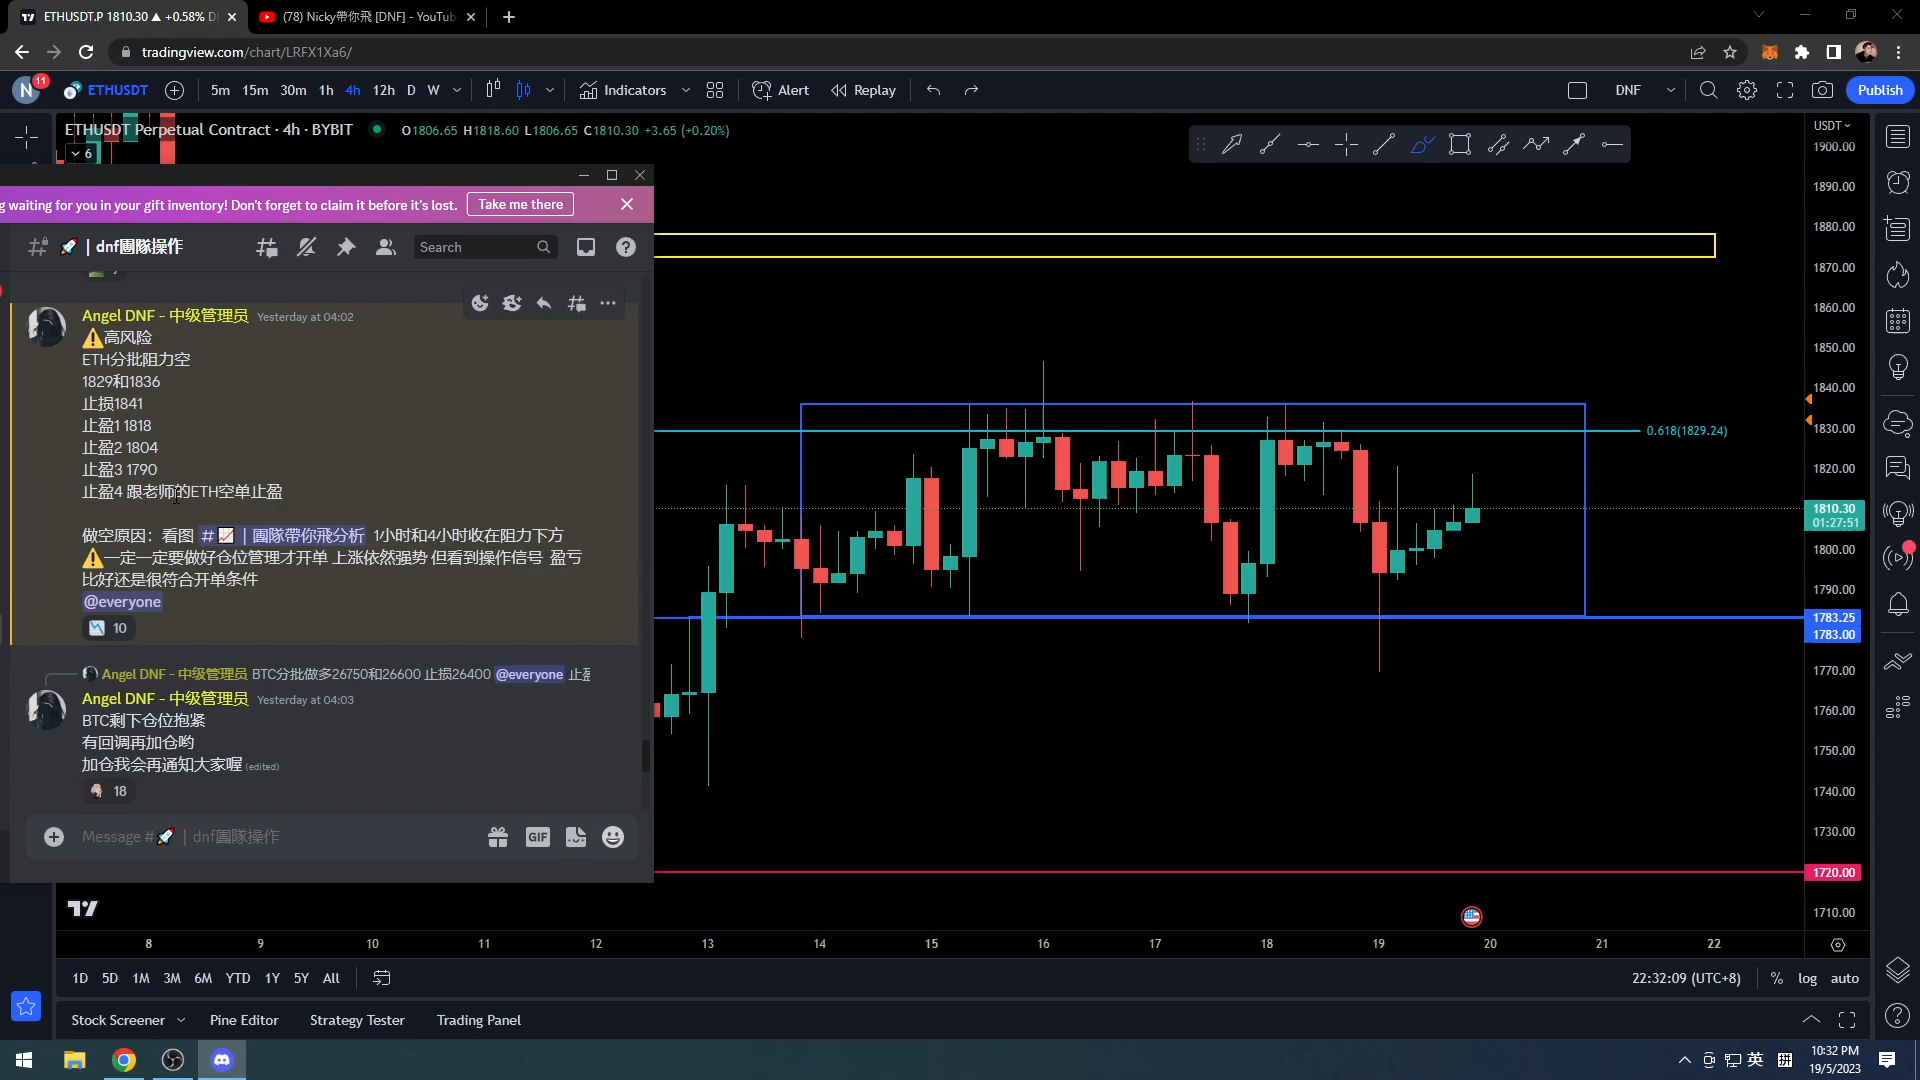 ETHUSDT.P 1810.30 ▲ +0.58% D
(78) Nicky帶你飛 [DNF] - YouTub
tradingview.com/chart/LRFX1Xa6/
N
11
ETHUSDT
5m 15m 30m 1h 4h 12h D W
Indicators
Alert
Replay
DNF
Publish
ETHUSDT Perpetual Contract · 4h · BYBIT
O1806.65 H1818.60 L1806.65 C1810.30 +3.65 (+0.20%)
6
g waiting for you in your gift inventory! Don't forget to claim it before it's lost.
Take me there
# 🚀 | dnf團隊操作
Search
Angel DNF - 中级管理员 Yesterday at 04:02
⚠️高风险
ETH分批阻力空
1829和1836
止损1841
止盈1 1818
止盈2 1804
止盈3 1790
止盈4 跟老师的ETH空单止盈
做空原因：看图 #📈 | 團隊帶你飛分析 1小时和4小时收在阻力下方
⚠️一定一定要做好仓位管理才开单 上涨依然强势 但看到操作信号 盈亏
比好还是很符合开单条件
@everyone
10
Angel DNF - 中级管理员 BTC分批做多26750和26600 止损26400 @everyone 止盈
Angel DNF - 中级管理员 Yesterday at 04:03
BTC剩下仓位抱紧
有回调再加仓哟
加仓我会再通知大家喔 (edited)
18
Message #🚀 | dnf團隊操作
GIF
0.618(1829.24)
USDT
1900.00
1890.00
1880.00
1870.00
1860.00
1850.00
1840.00
1830.00
1820.00
1810.30
01:27:51
1800.00
1790.00
1783.25
1783.00
1770.00
1760.00
1750.00
1740.00
1730.00
1720.00
1710.00
8 9 10 11 12 13 14 15 16 17 18 19 20 21 22
1D 5D 1M 3M 6M YTD 1Y 5Y All
22:32:09 (UTC+8)
% log auto
Stock Screener
Pine Editor
Strategy Tester
Trading Panel
英
拼
10:32 PM
19/5/2023